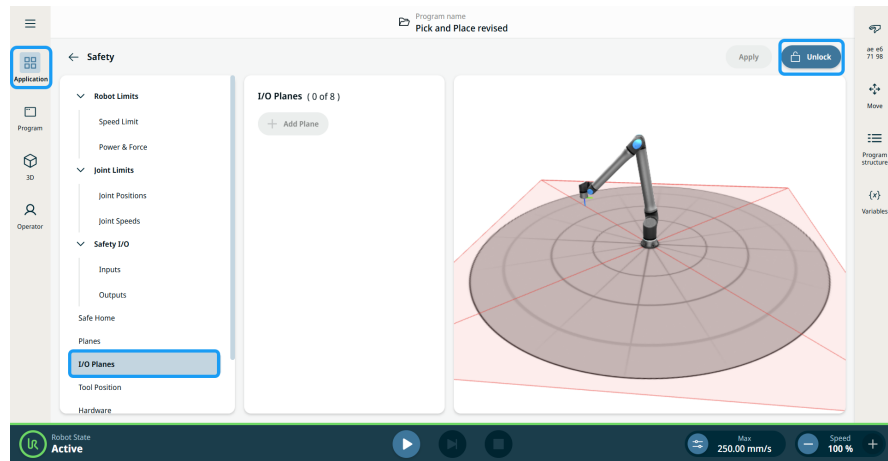 Program name
Pick and Place revised
Application
Program
3D
Operator
Safety
Apply
Unlock
Robot Limits
Speed Limit
Power & Force
Joint Limits
Joint Positions
Joint Speeds
Safety I/O
Inputs
Outputs
Safe Home
Planes
I/O Planes
Tool Position
Hardware
I/O Planes ( 0 of 8 )
Add Plane
ae e6
71 98
Move
Program
structure
{x}
Variables
UR
Robot State
Active
Max
250.00 mm/s
Speed
100 %